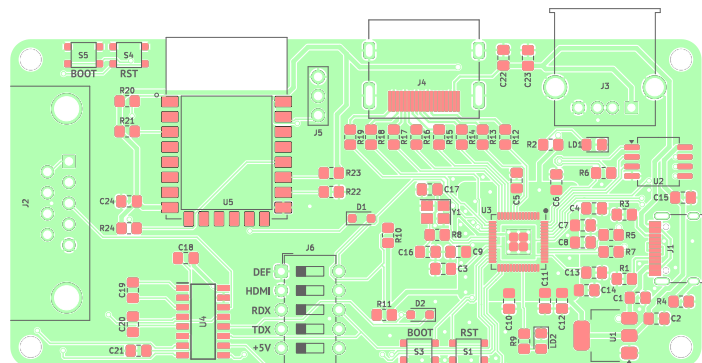 S5
S4
BOOT
RST
R20
R21
J2
C24
R24
U5
J5
J4
C22
C23
J3
R19
R18
R17
R16
R15
R14
R13
R12
R2
LD1
R6
U2
R23
R22
C17
C5
C6
C15
D1
Y1
U3
C4
R3
C7
R10
R8
C8
R5
R7
J1
C18
J6
C16
C9
C3
C13
R1
C14
C11
DEF
HDMI
RDX
TDX
+5V
C19
C20
C21
U4
R11
D2
C10
C12
C1
R4
C2
U1
R9
LD2
BOOT
RST
S3
S1